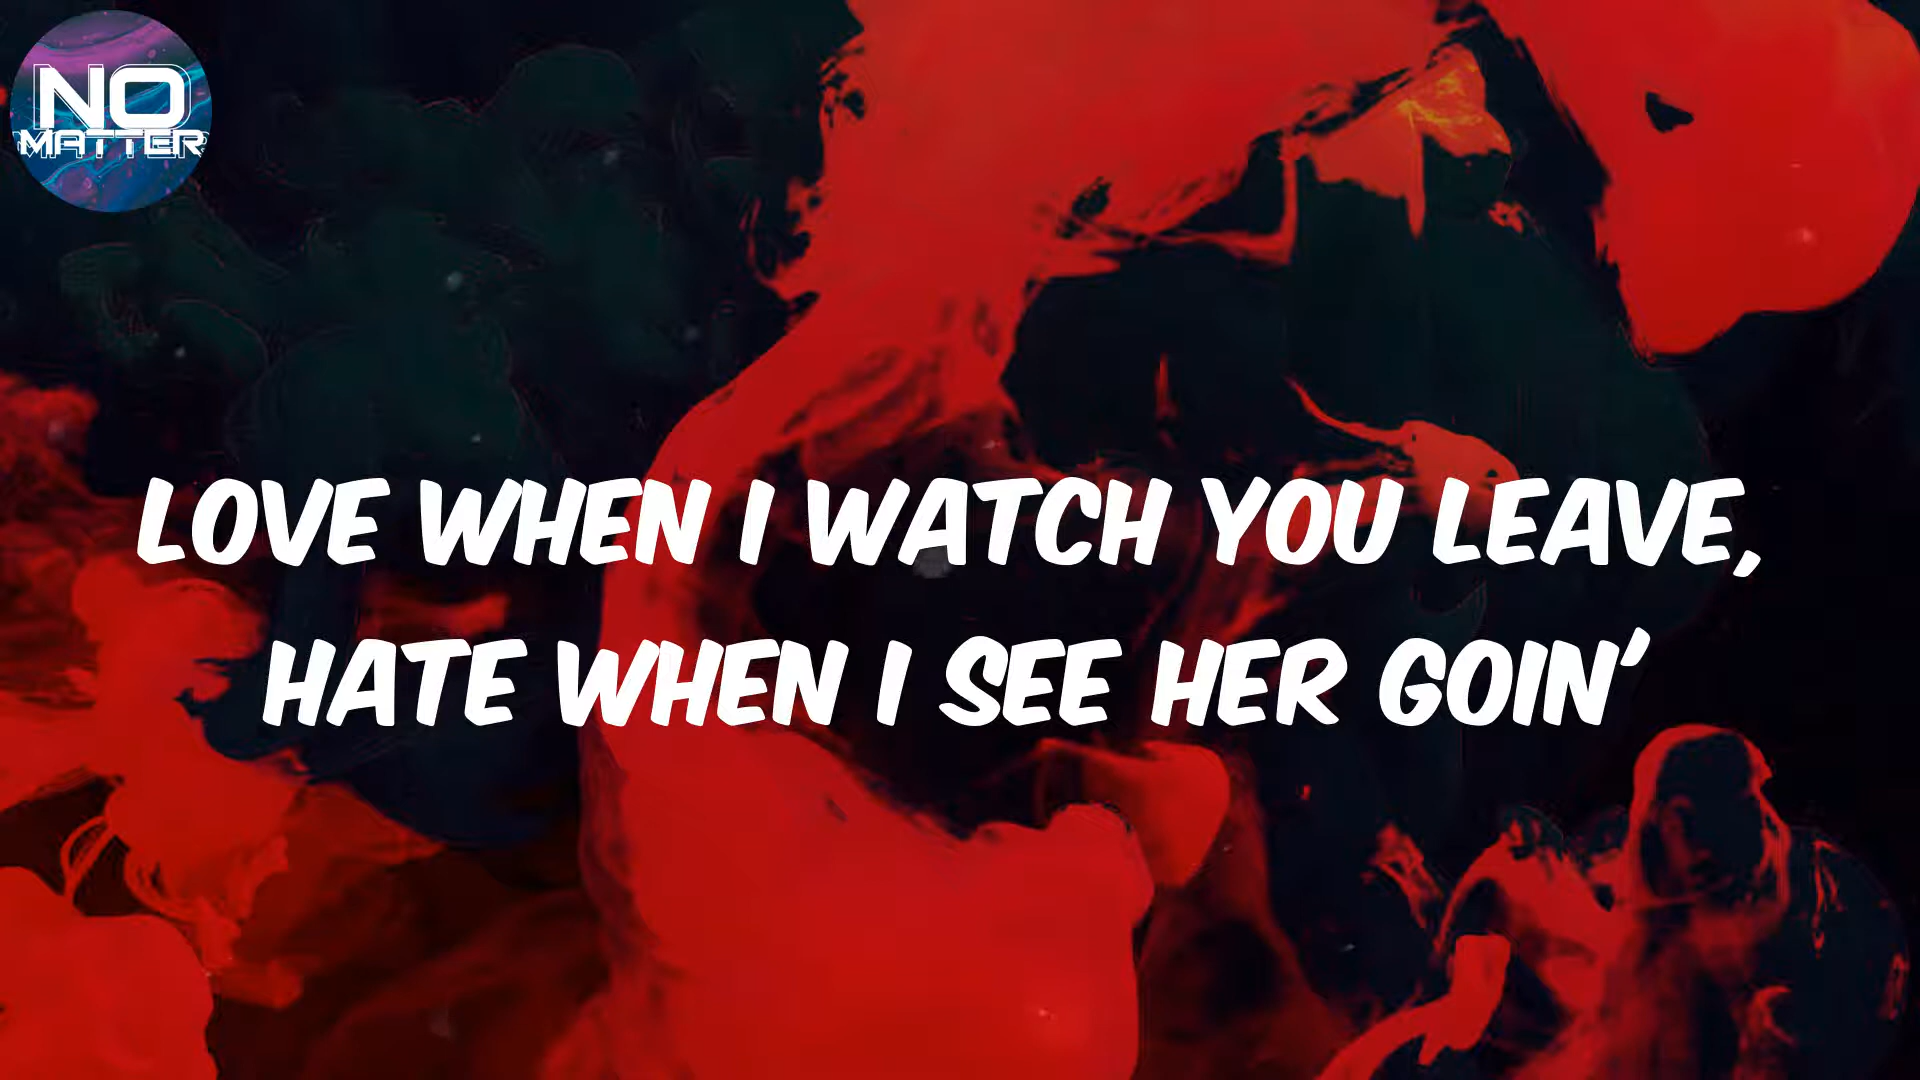 NO
MATTER
LOVE WHEN I WATCH YOU LEAVE,
HATE WHEN I SEE HER GOIN'